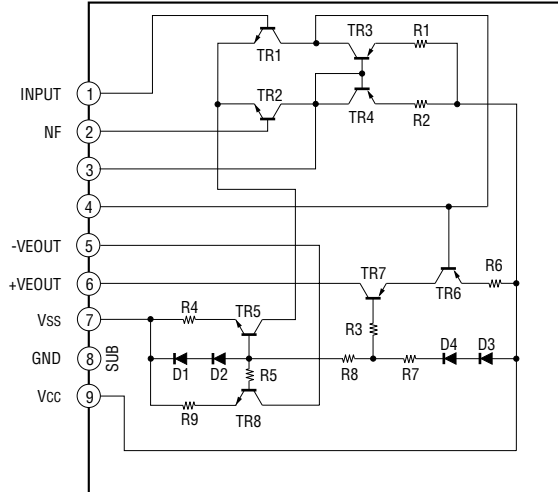 TR3
R1
TR1
INPUT 1
TR2
TR4
R2
NF 2
3
4
-VEOUT 5
TR7
R6
+VEOUT 6
TR6
VSS 7
R4
TR5
R3
D4
D3
GND 8 SUB
D1
D2
R5
R8
R7
VCC 9
R9
TR8